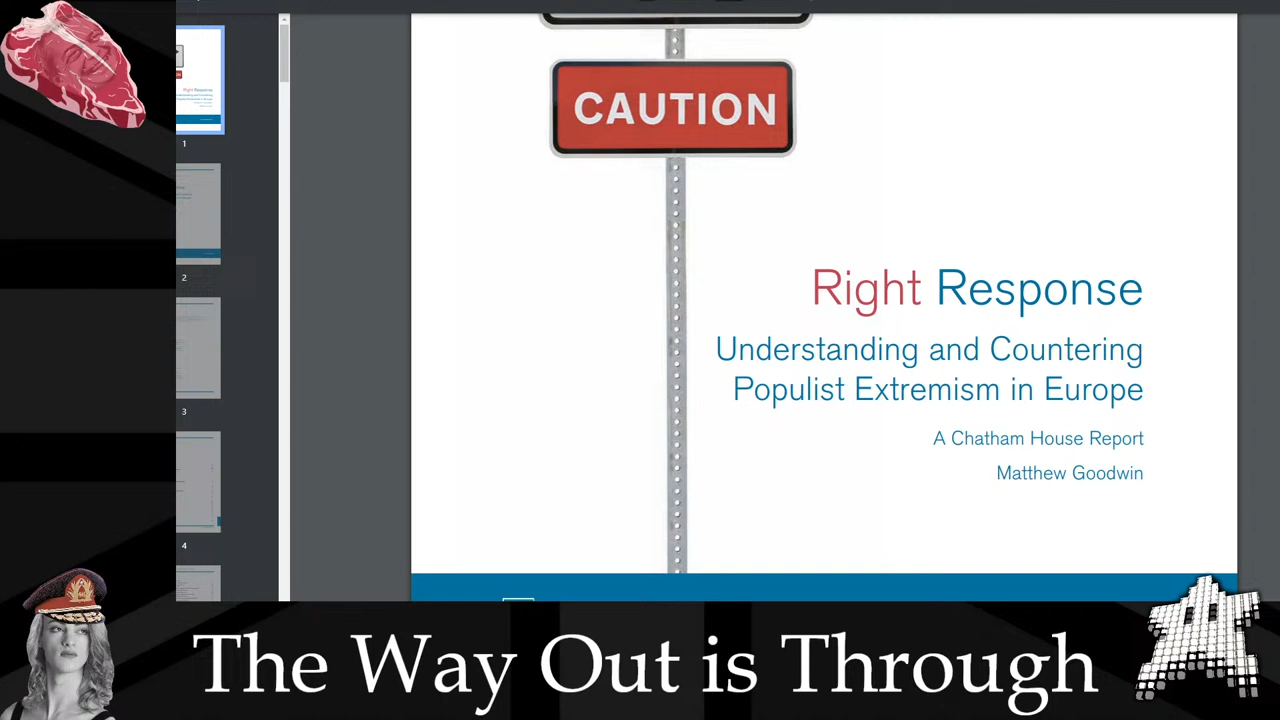 CAUTION
Right Response
Understanding and Countering
Populist Extremism in Europe
A Chatham House Report
Matthew Goodwin
1
2
3
4
The Way Out is Through